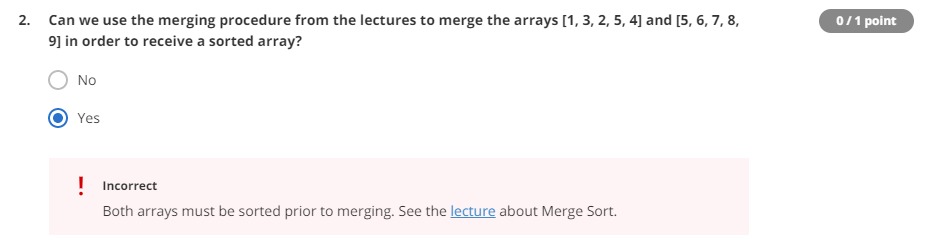 2. Can we use the merging procedure from the lectures to merge the arrays [1, 3, 2, 5, 4] and [5, 6, 7, 8,
9] in order to receive a sorted array?
0 / 1 point
No
Yes
! Incorrect
Both arrays must be sorted prior to merging. See the lecture about Merge Sort.